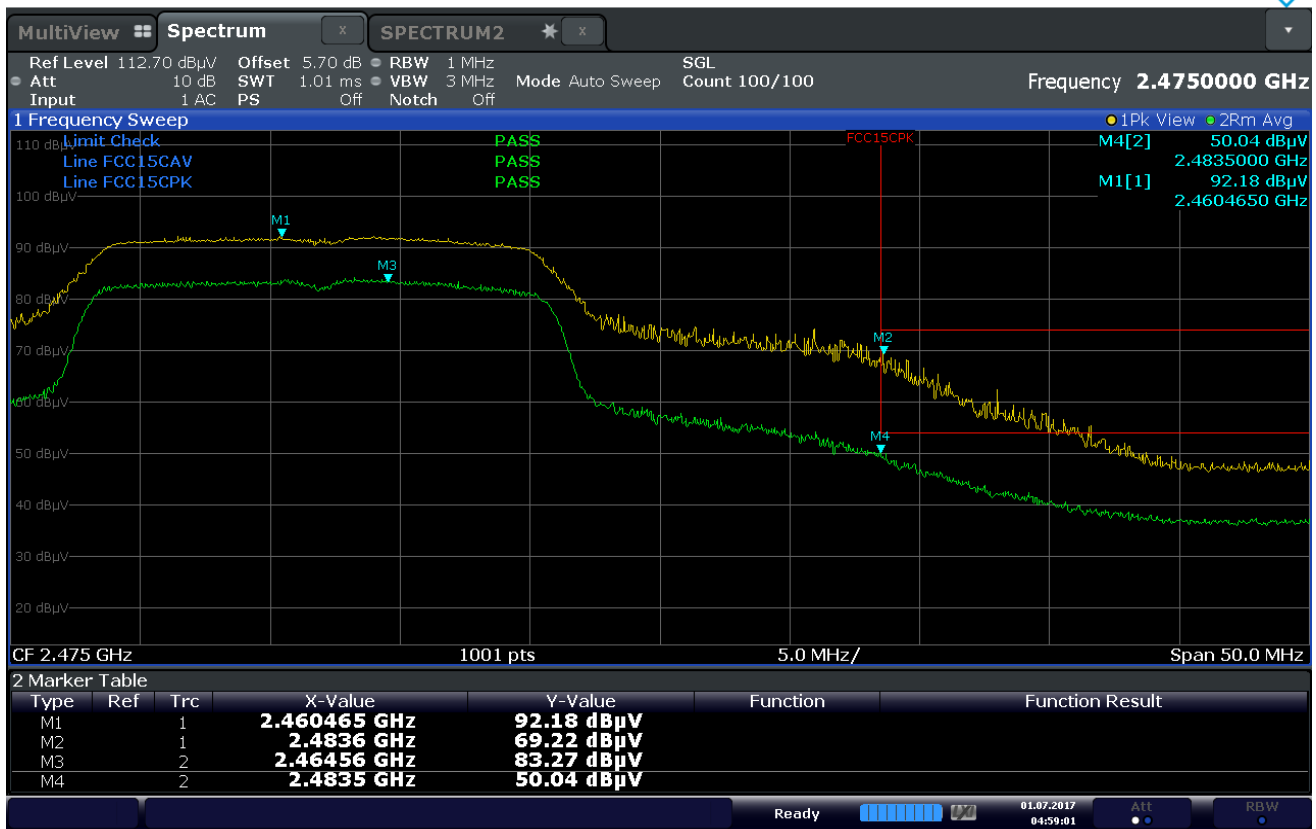 MultiView Spectrum x SPECTRUM2 x
Ref Level 112.70 dBµV Offset 5.70 dB RBW 1 MHz SGL
Att 10 dB SWT 1.01 ms VBW 3 MHz Mode Auto Sweep Count 100/100 Frequency 2.4750000 GHz
Input 1 AC PS Off Notch Off
1 Frequency Sweep 1Pk View 2Rm Avg
110 dBµV Limit Check PASS FCC15CPK M4[2] 50.04 dBµV
Line FCC15CAV PASS 2.4835000 GHz
Line FCC15CPK PASS M1[1] 92.18 dBµV
100 dBµV 2.4604650 GHz
M1
90 dBµV
M3
80 dBµV
M2
70 dBµV
60 dBµV
M4
50 dBµV
40 dBµV
30 dBµV
20 dBµV
CF 2.475 GHz 1001 pts 5.0 MHz/ Span 50.0 MHz
2 Marker Table
Type Ref Trc X-Value Y-Value Function Function Result
M1 1 2.460465 GHz 92.18 dBµV
M2 1 2.4836 GHz 69.22 dBµV
M3 2 2.46456 GHz 83.27 dBµV
M4 2 2.4835 GHz 50.04 dBµV
Ready 01.07.2017 Att RBW
04:59:01